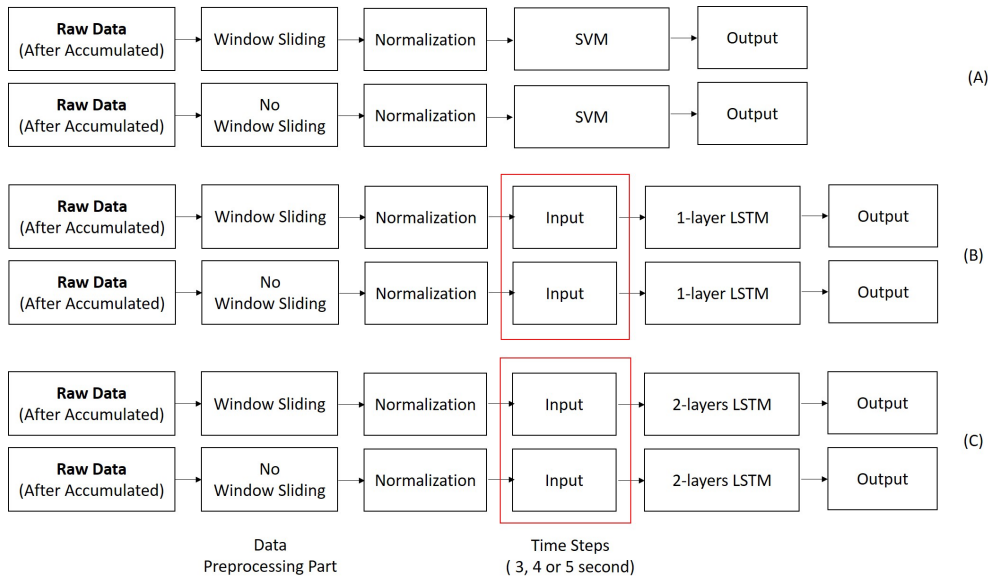 Raw Data
(After Accumulated)
Window Sliding
Normalization
SVM
Output
(A)
Raw Data
(After Accumulated)
No
Window Sliding
Normalization
SVM
Output
Raw Data
(After Accumulated)
Window Sliding
Normalization
Input
1-layer LSTM
Output
(B)
Raw Data
(After Accumulated)
No
Window Sliding
Normalization
Input
1-layer LSTM
Output
Raw Data
(After Accumulated)
Window Sliding
Normalization
Input
2-layers LSTM
Output
(C)
Raw Data
(After Accumulated)
No
Window Sliding
Normalization
Input
2-layers LSTM
Output
Data
Preprocessing Part
Time Steps
( 3, 4 or 5 second)